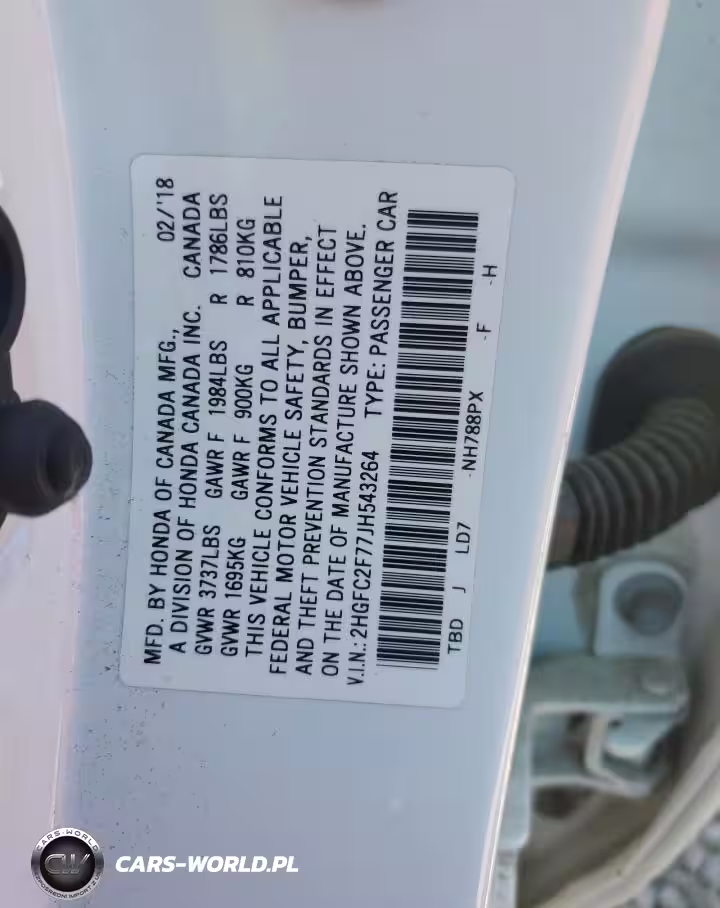 MFD. BY HONDA OF CANADA MFG., 02/'18
A DIVISION OF HONDA CANADA INC. CANADA
GVWR 3737LBS GAWR F 1984LBS R 1786LBS
GVWR 1695KG GAWR F 900KG R 810KG
THIS VEHICLE CONFORMS TO ALL APPLICABLE
FEDERAL MOTOR VEHICLE SAFETY, BUMPER,
AND THEFT PREVENTION STANDARDS IN EFFECT
ON THE DATE OF MANUFACTURE SHOWN ABOVE.
V.I.N.: 2HGFC2F77JH543264 TYPE: PASSENGER CAR
TBD J LD7 -NH788PX -F -H
CARS-WORLD
CW
CARS-WORLD.PL